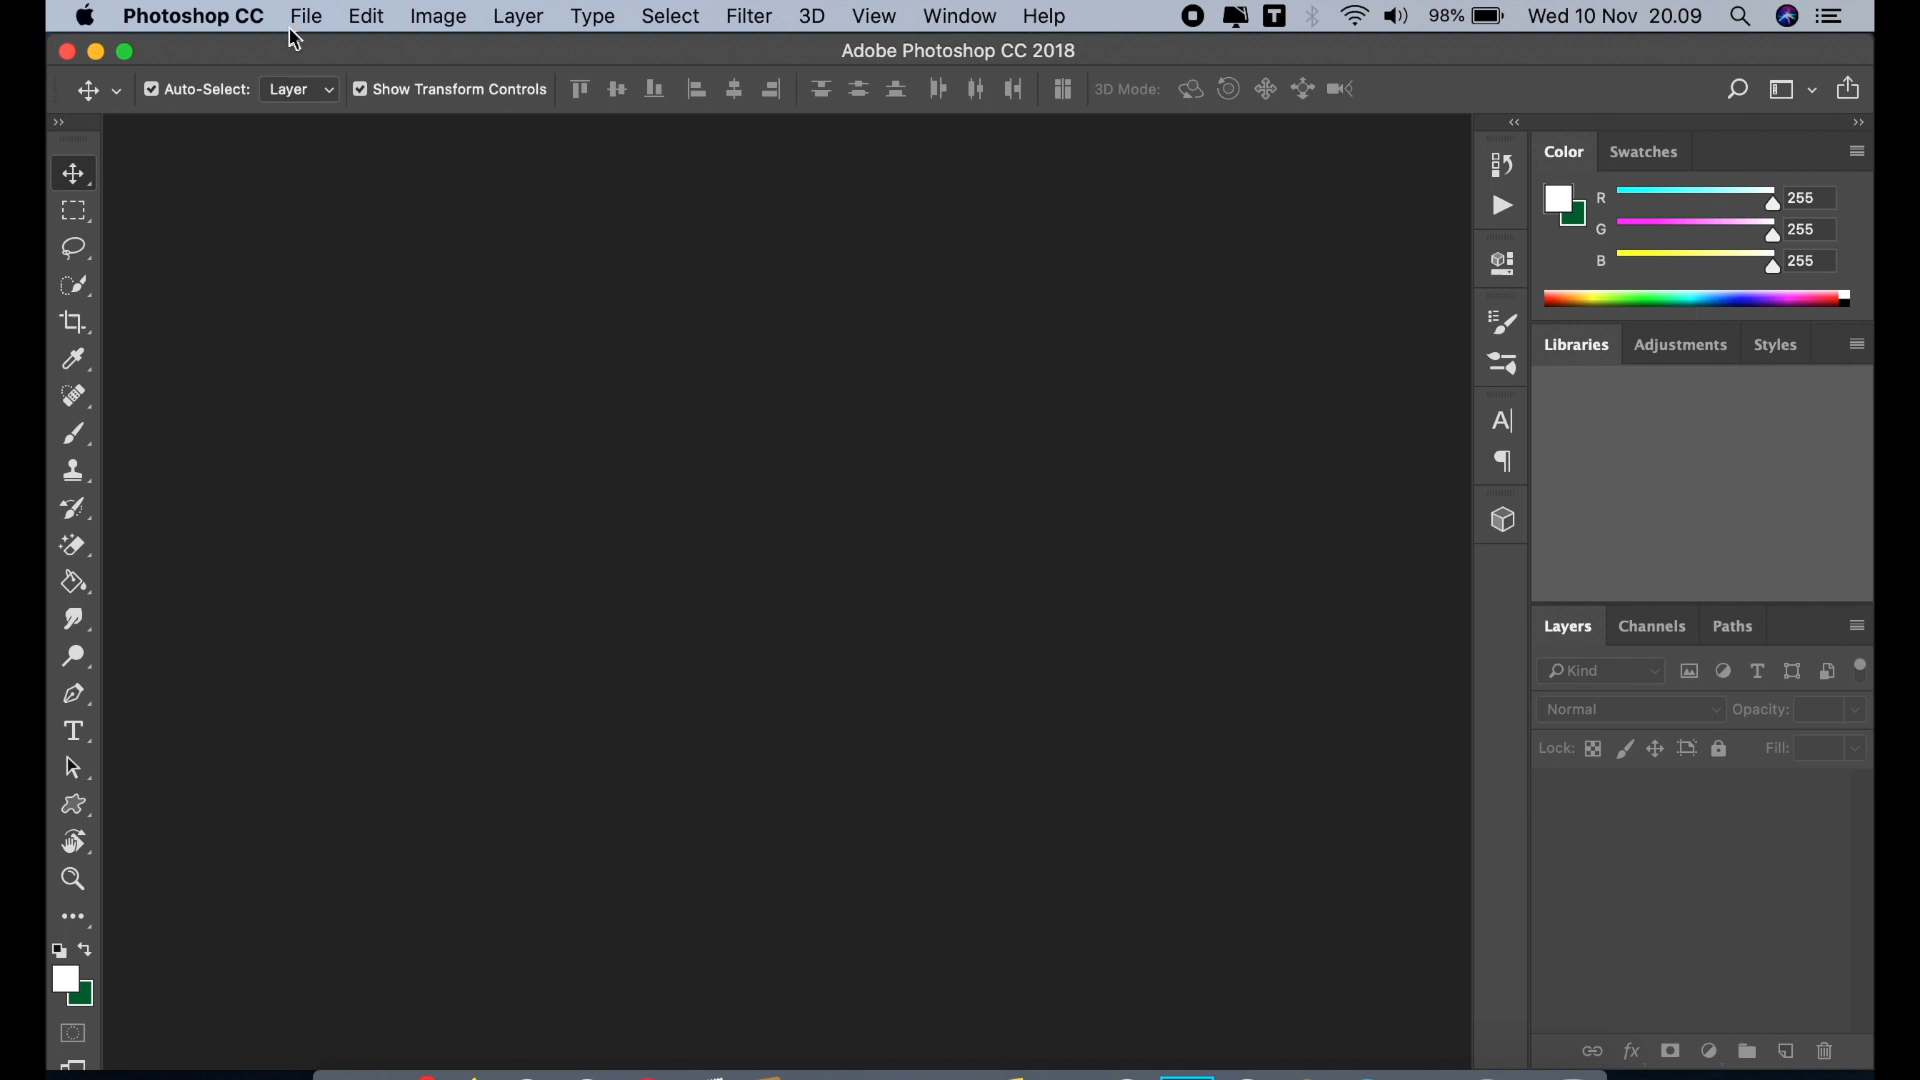 Photoshop CC File Edit Image Layer Type Select Filter 3D View Window Help 98% Wed 10 Nov 20.09
Adobe Photoshop CC 2018
Auto-Select: Layer Show Transform Controls 3D Mode:
Color Swatches
R 255
G 255
B 255
Libraries Adjustments Styles
Layers Channels Paths
Kind
Normal Opacity:
Lock: Fill: